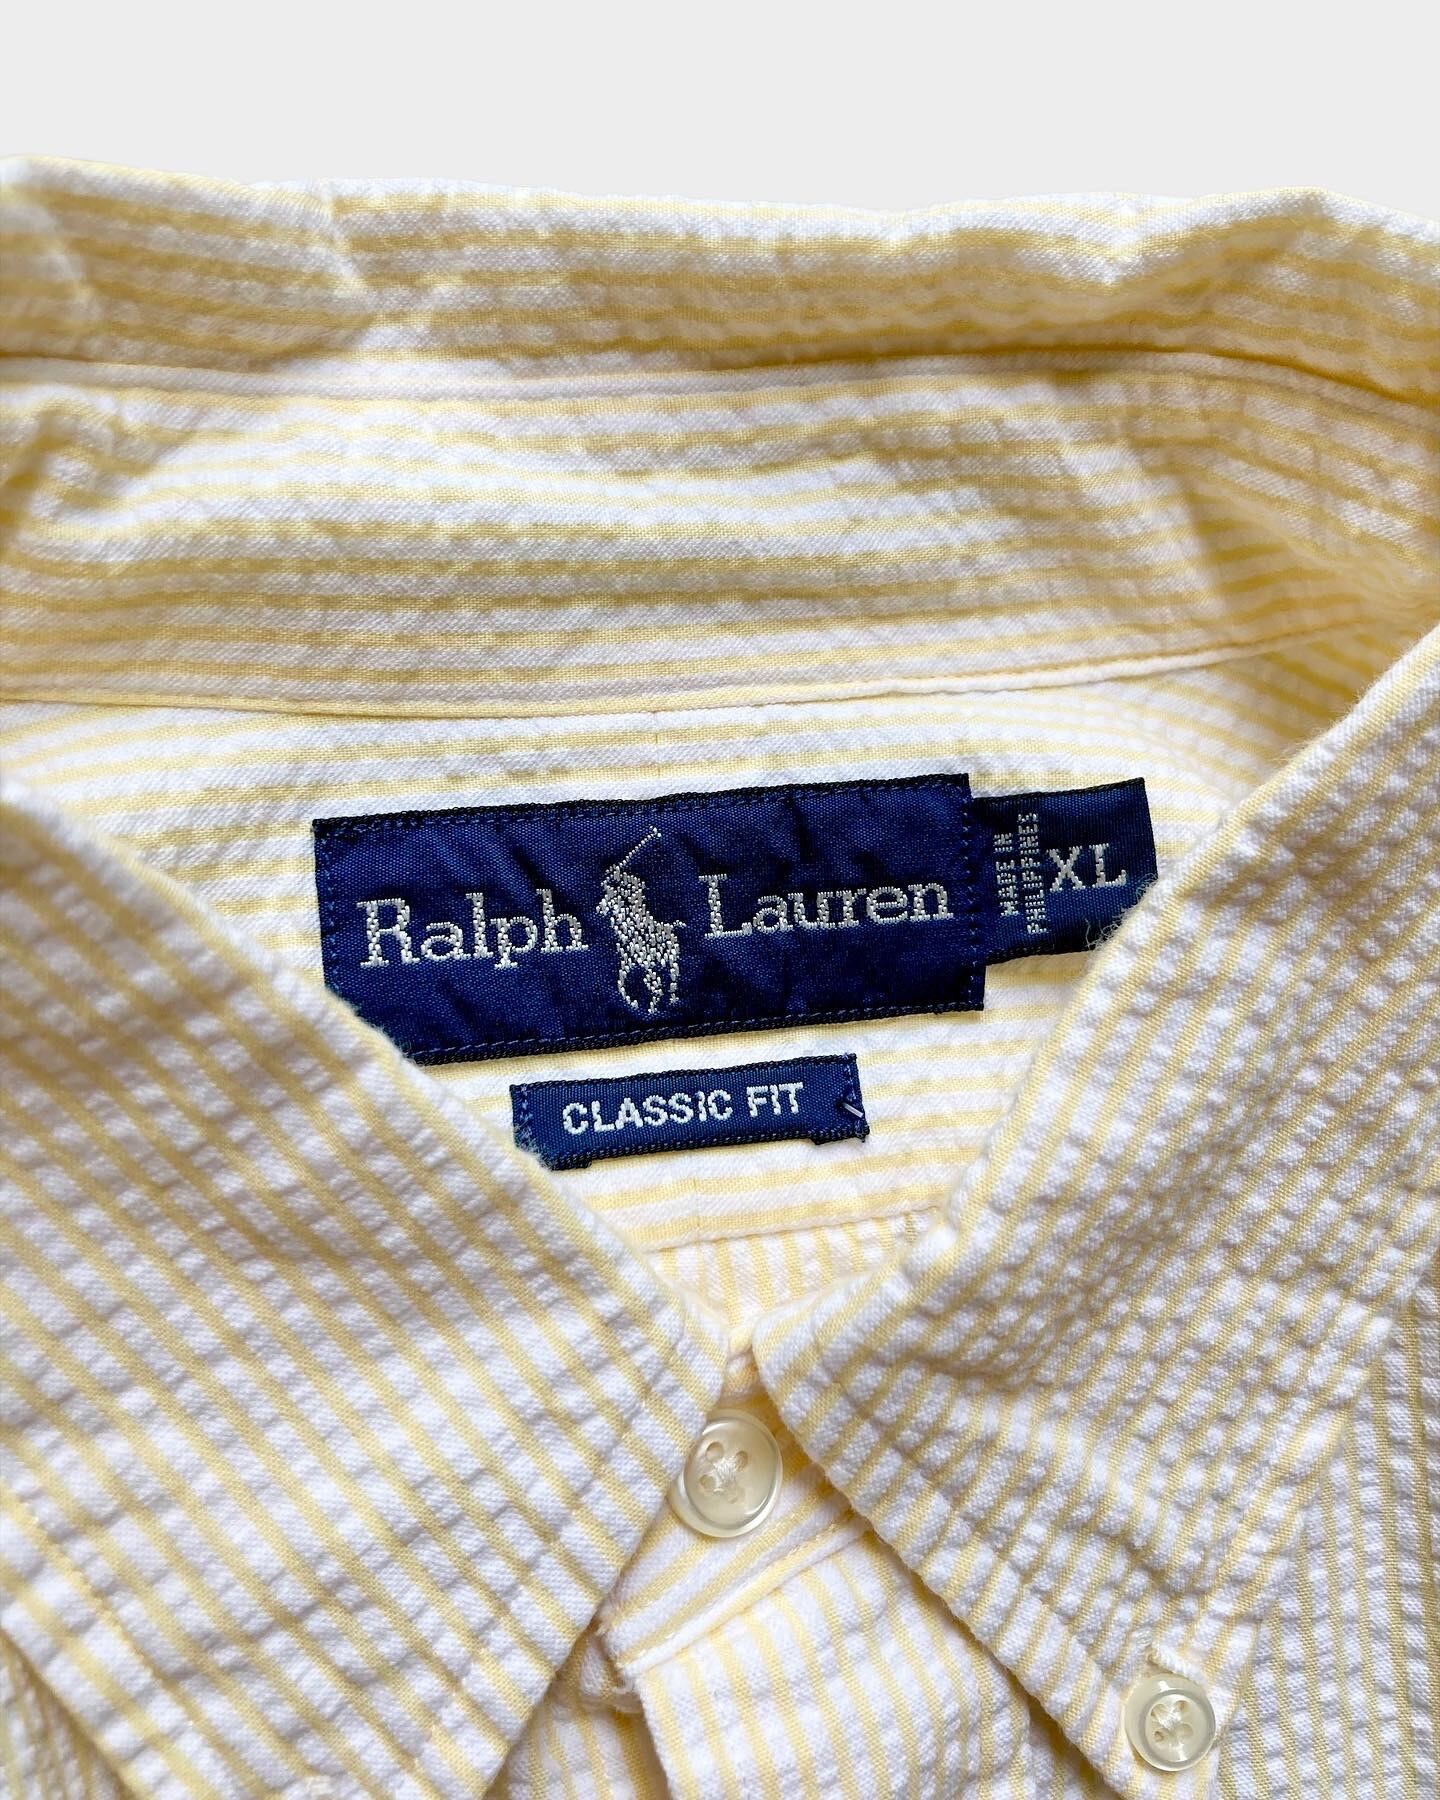 Ralph Lauren
MADE IN
PHILIPPINES
XL
CLASSIC FIT